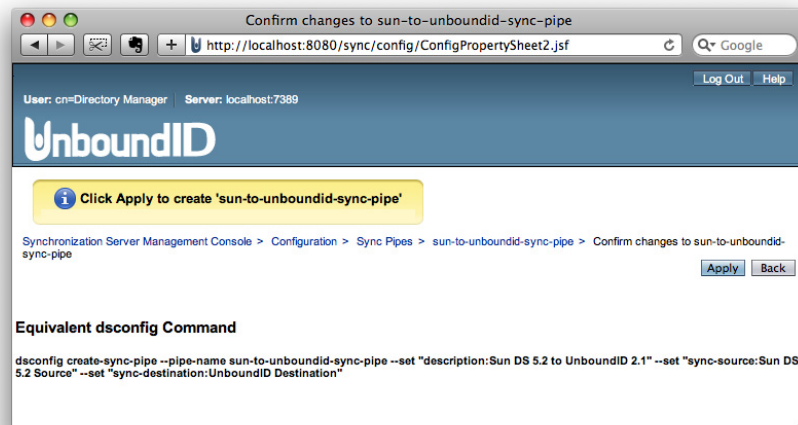 Confirm changes to sun-to-unboundid-sync-pipe
http://localhost:8080/sync/config/ConfigPropertySheet2.jsf
Google
Log Out Help
User: cn=Directory Manager Server: localhost:7389
UnboundID
Click Apply to create 'sun-to-unboundid-sync-pipe'
Synchronization Server Management Console > Configuration > Sync Pipes > sun-to-unboundid-sync-pipe > Confirm changes to sun-to-unboundid-
sync-pipe
Apply Back
Equivalent dsconfig Command
dsconfig create-sync-pipe --pipe-name sun-to-unboundid-sync-pipe --set "description:Sun DS 5.2 to UnboundID 2.1" --set "sync-source:Sun DS
5.2 Source" --set "sync-destination:UnboundID Destination"